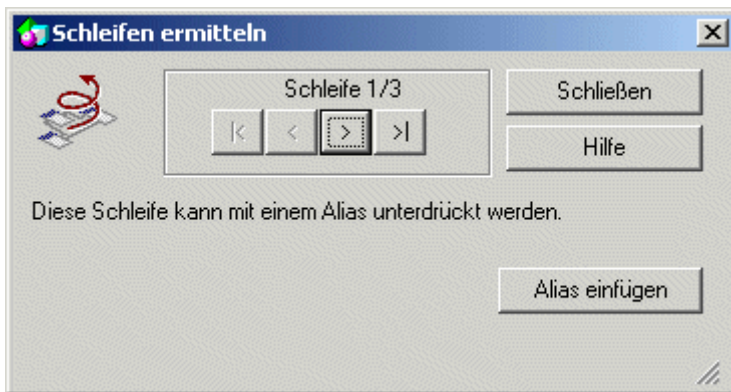 Schleifen ermitteln
Schleife 1/3
|< < > >|
Schließen
Hilfe
Diese Schleife kann mit einem Alias unterdrückt werden.
Alias einfügen